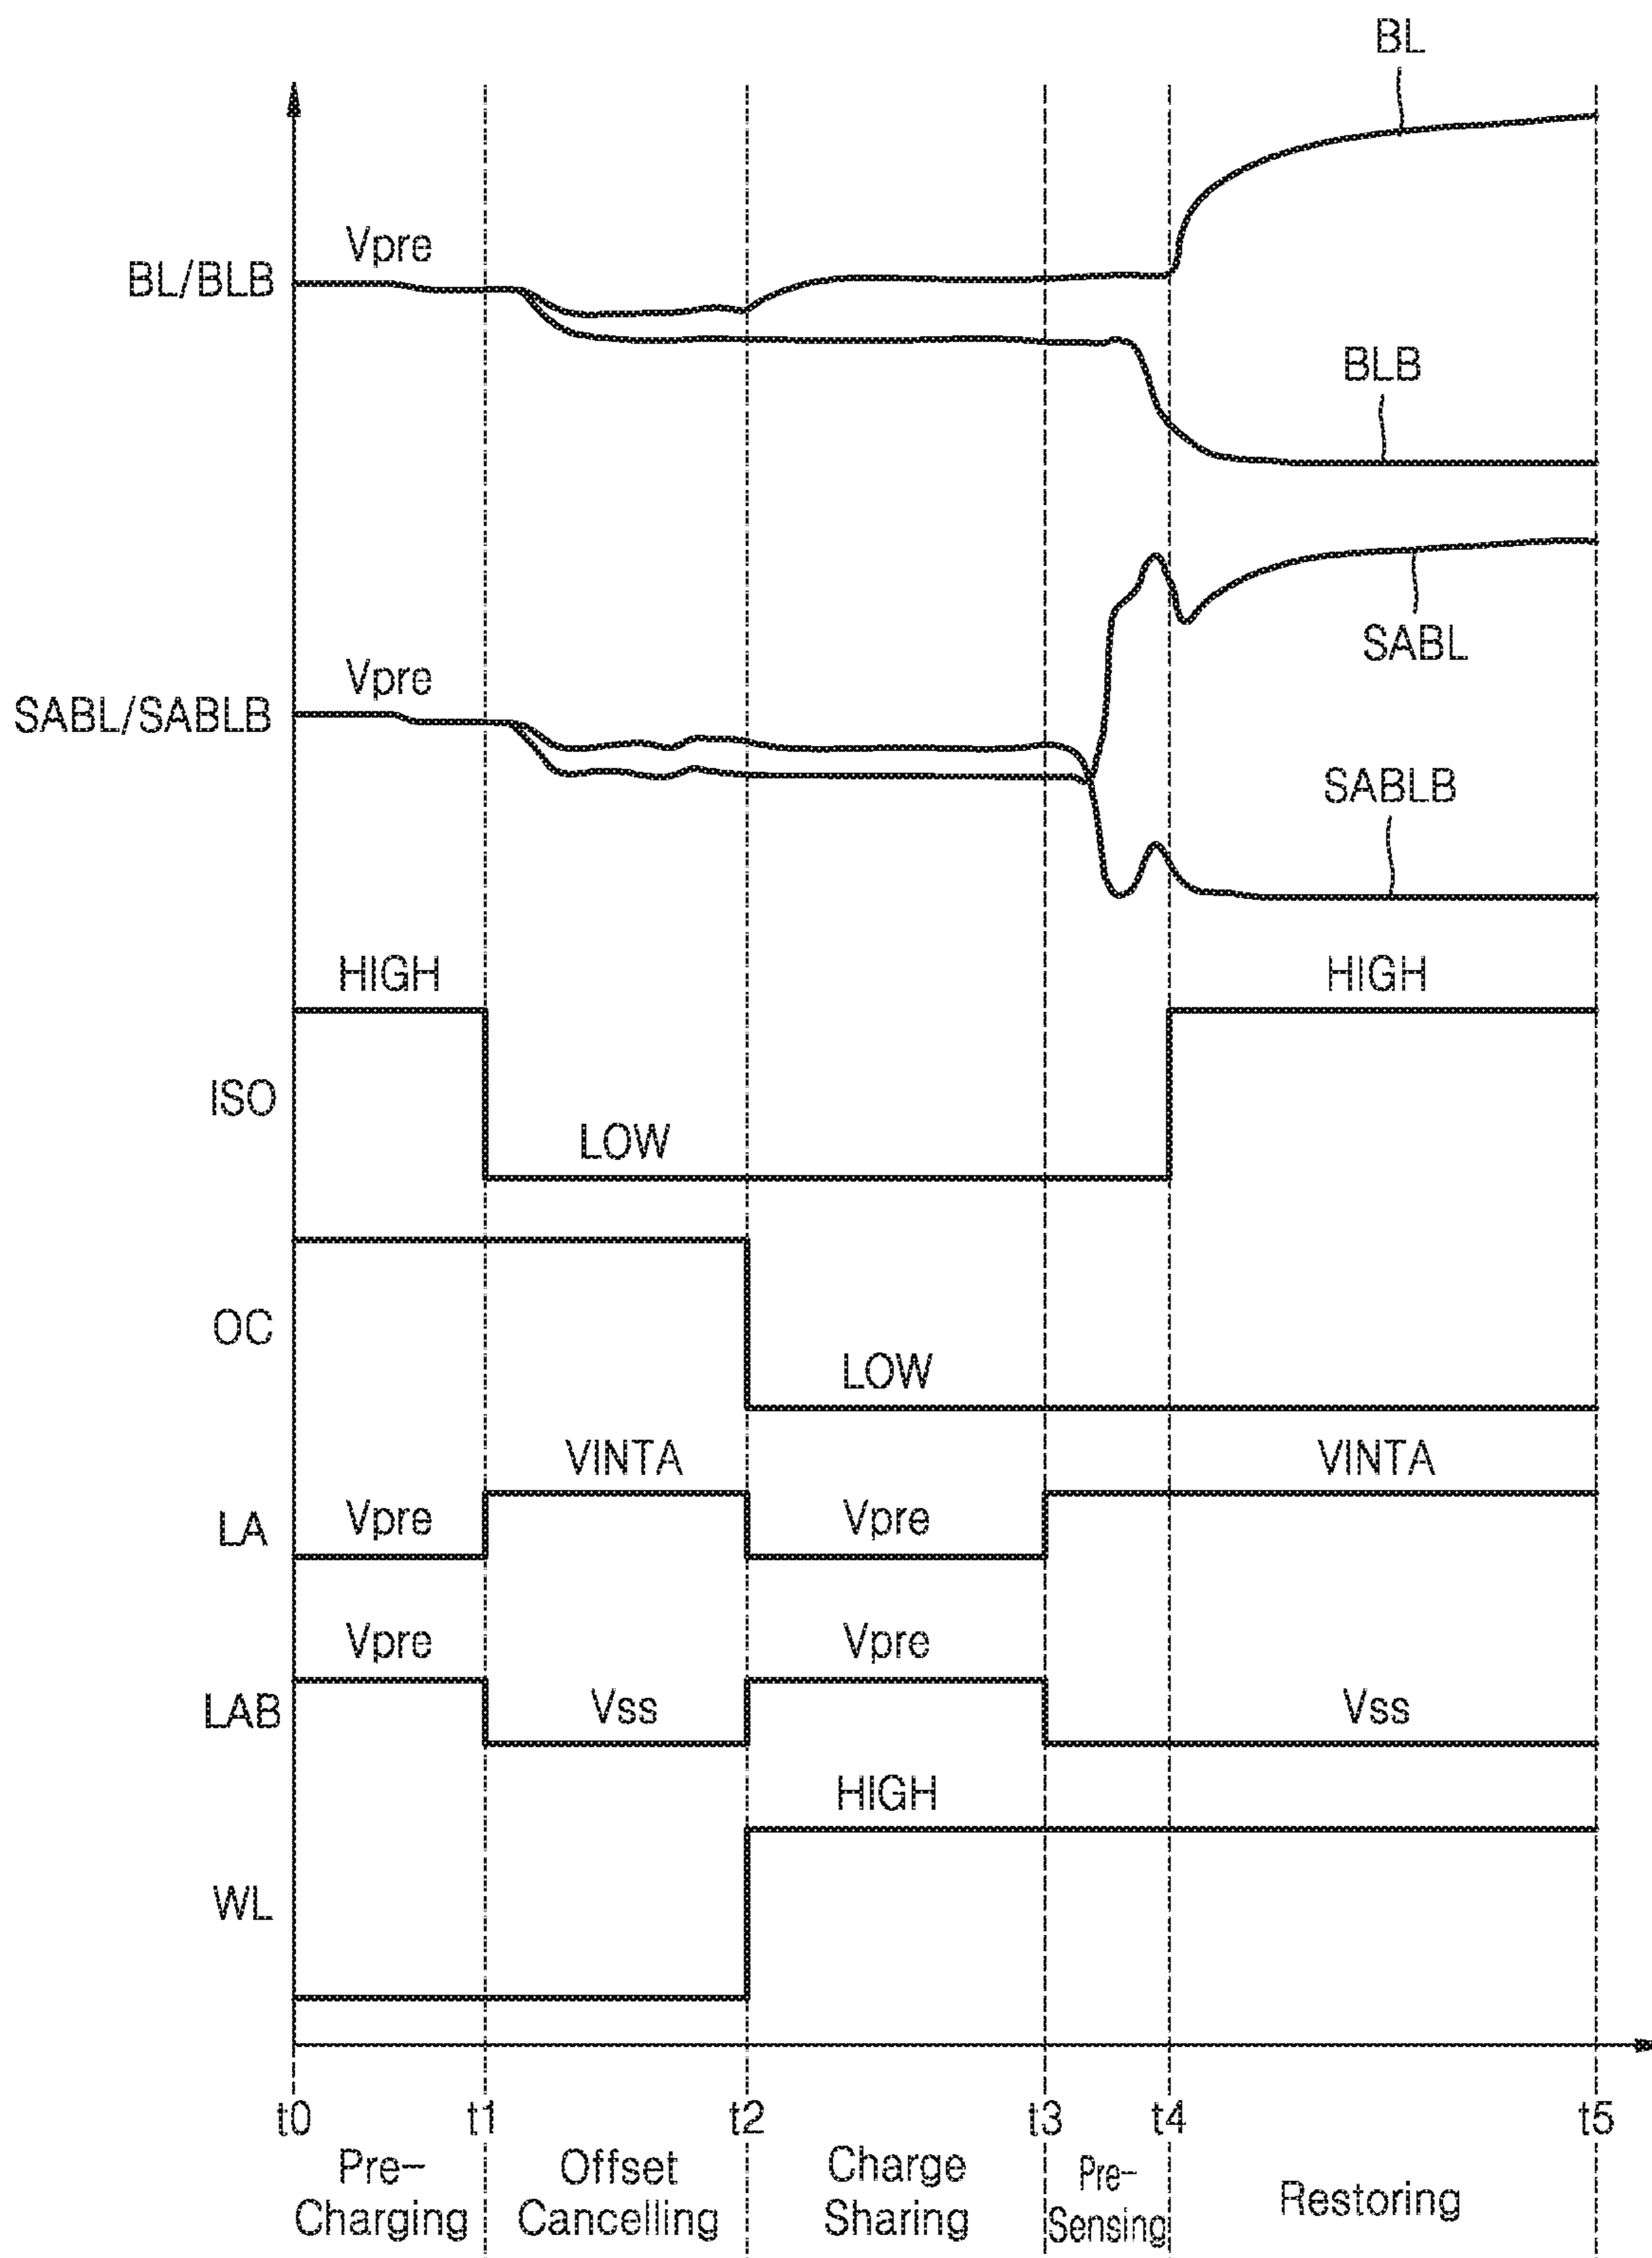 BL
Vpre
BL/BLB
BLB
Vpre
SABL/SABLB
SABL
SABLB
HIGH
HIGH
ISO
LOW
OC
LOW
VINTA
VINTA
LA
Vpre
Vpre
Vpre
Vpre
LAB
Vss
Vss
HIGH
WL
t0
t1
t2
t3
t4
t5
Pre-
Charging
Offset
Cancelling
Charge
Sharing
Pre-
Sensing
Restoring